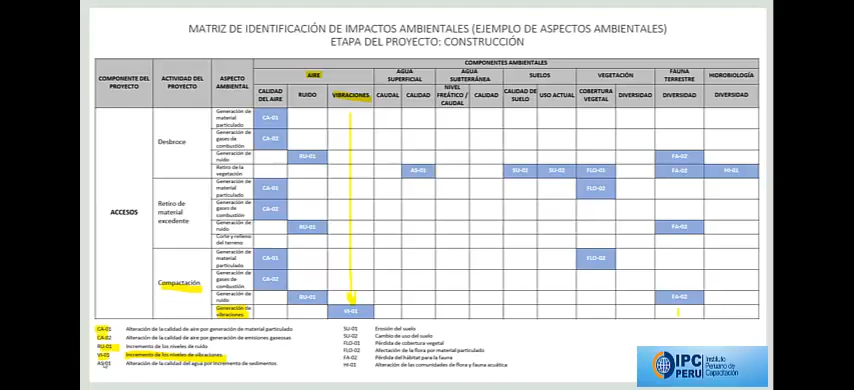 MATRIZ DE IDENTIFICACIÓN DE IMPACTOS AMBIENTALES (EJEMPLO DE ASPECTOS AMBIENTALES)
ETAPA DEL PROYECTO: CONSTRUCCIÓN
COMPONENTE DEL PROYECTO ACTIVIDAD DEL PROYECTO ASPECTO AMBIENTAL COMPONENTES AMBIENTALES
AIRE AGUA SUPERFICIAL AGUA SUBTERRÁNEA SUELOS VEGETACIÓN FAUNA TERRESTRE HIDROBIOLOGÍA
CALIDAD DEL AIRE RUIDO VIBRACIONES CAUDAL CALIDAD NIVEL FREÁTICO / CAUDAL CALIDAD CALIDAD DE SUELO USO ACTUAL COBERTURA VEGETAL DIVERSIDAD DIVERSIDAD DIVERSIDAD
ACCESOS
Desbroce
Generación de material particulado CA-01
Generación de gases de combustión CA-02
Generación de ruido RU-01 FA-02
Retiro de la vegetación AS-01 SU-01 SU-02 FLO-01 FA-02 HI-01
Retiro de material excedente
Generación de material particulado CA-01 FLO-02
Generación de gases de combustión CA-02
Generación de ruido RU-01 FA-02
Corte y relleno del terreno
Compactación
Generación de material particulado CA-01 FLO-02
Generación de gases de combustión CA-02
Generación de ruido RU-01 FA-02
Generación de vibraciones VI-01
CA-01 Alteración de la calidad de aire por generación de material particulado
CA-02 Alteración de la calidad de aire por generación de emisiones gaseosas
RU-01 Incremento de los niveles de ruido
VI-01 Incremento de los niveles de vibraciones
AS-01 Alteración de la calidad del agua por incremento de sedimentos
SU-01 Erosión del suelo
SU-02 Cambio de uso del suelo
FLO-01 Pérdida de cobertura vegetal
FLO-02 Afectación de la flora por material particulado
FA-02 Pérdida del hábitat para la fauna
HI-01 Alteración de las comunidades de flora y fauna acuática
IPC PERU
Instituto Peruano de Capacitación